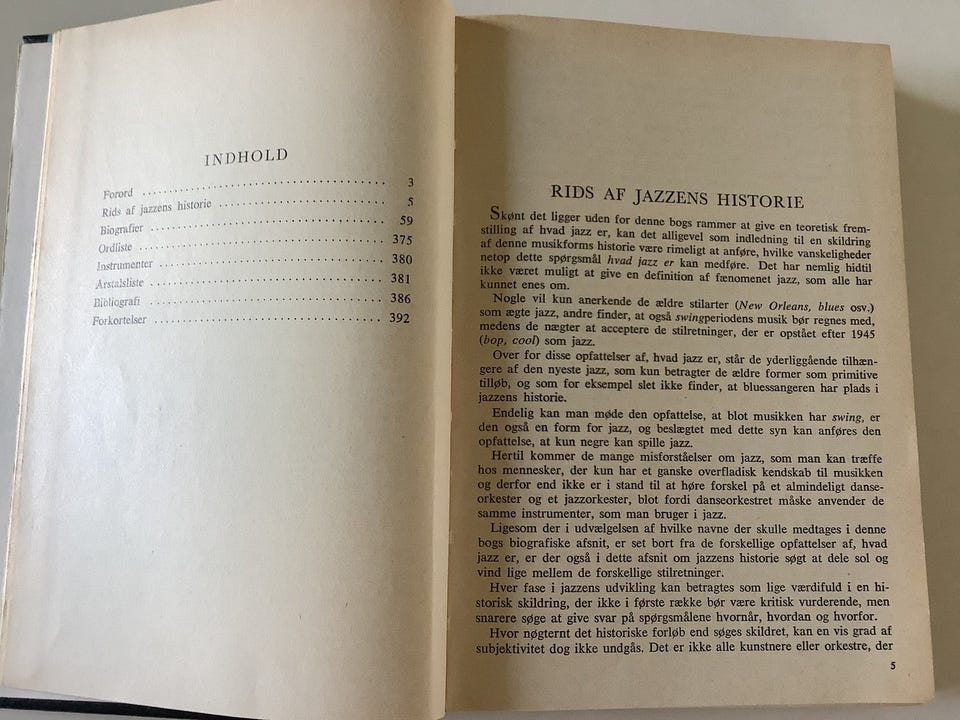 INDHOLD
Forord .......................................... 3
Rids af jazzens historie .............................. 5
Biografier ....................................... 59
Ordliste ......................................... 375
Instrumenter ..................................... 380
Årstalsliste ...................................... 381
Bibliografi ....................................... 386
Forkortelser ..................................... 392
RIDS AF JAZZENS HISTORIE
Skønt det ligger uden for denne bogs rammer at give en teoretisk frem-
stilling af hvad jazz er, kan det alligevel som indledning til en skildring
af denne musikforms historie være rimeligt at anføre, hvilke vanskeligheder
netop dette spørgsmål hvad jazz er kan medføre. Det har nemlig hidtil
ikke været muligt at give en definition af fænomenet jazz, som alle har
kunnet enes om.
Nogle vil kun anerkende de ældre stilarter (New Orleans, blues osv.)
som ægte jazz, andre finder, at også swingperiodens musik bør regnes med,
medens de nægter at acceptere de stilretninger, der er opstået efter 1945
(bop, cool) som jazz.
Over for disse opfattelser af, hvad jazz er, står de yderliggående tilhæn-
gere af den nyeste jazz, som kun betragter de ældre former som primitive
tilløb, og som for eksempel slet ikke finder, at bluessangeren har plads i
jazzens historie.
Endelig kan man møde den opfattelse, at blot musikken har swing, er
den også en form for jazz, og beslægtet med dette syn kan anføres den
opfattelse, at kun negre kan spille jazz.
Hertil kommer de mange misforståelser om jazz, som man kan træffe
hos mennesker, der kun har et ganske overfladisk kendskab til musikken
og derfor end ikke er i stand til at høre forskel på et almindeligt danse-
orkester og et jazzorkester, blot fordi danseorkestret måske anvender de
samme instrumenter, som man bruger i jazz.
Ligesom der i udvælgelsen af hvilke navne der skulle medtages i denne
bogs biografiske afsnit, er set bort fra de forskellige opfattelser af, hvad
jazz er, er der også i dette afsnit om jazzens historie søgt at dele sol og
vind lige mellem de forskellige stilretninger.
Hver fase i jazzens udvikling kan betragtes som lige værdifuld i en hi-
storisk skildring, der ikke i første række bør være kritisk vurderende, men
snarere søge at give svar på spørgsmålene hvornår, hvordan og hvorfor.
Hvor nøgternt det historiske forløb end søges skildret, kan en vis grad af
subjektivitet dog ikke undgås. Det er ikke alle kunstnere eller orkestre, der
5